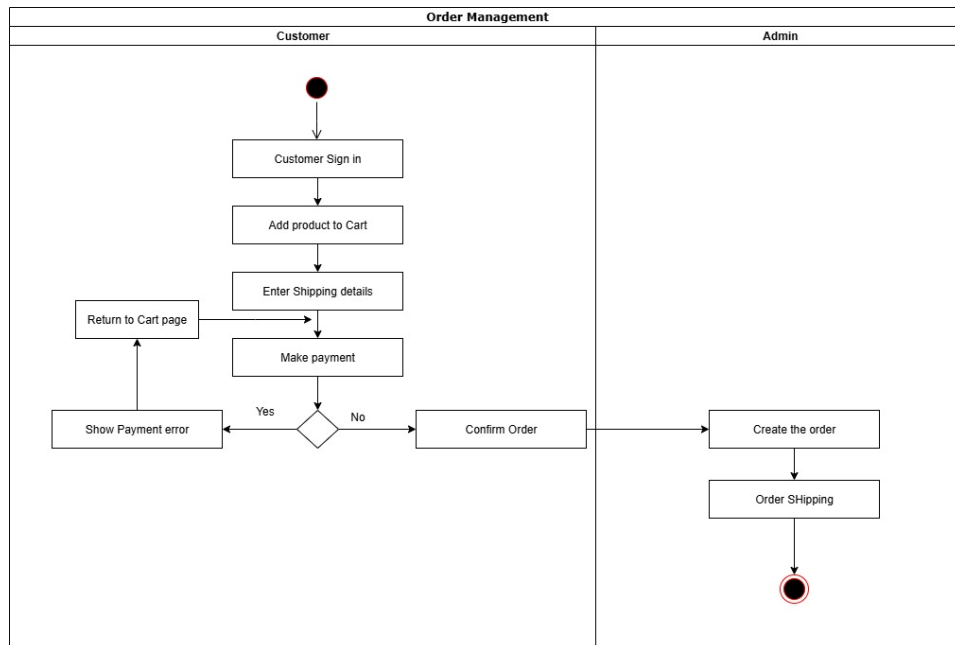 Order Management
Customer
Admin
Customer Sign in
Add product to Cart
Enter Shipping details
Return to Cart page
Make payment
Yes
No
Show Payment error
Confirm Order
Create the order
Order SHipping